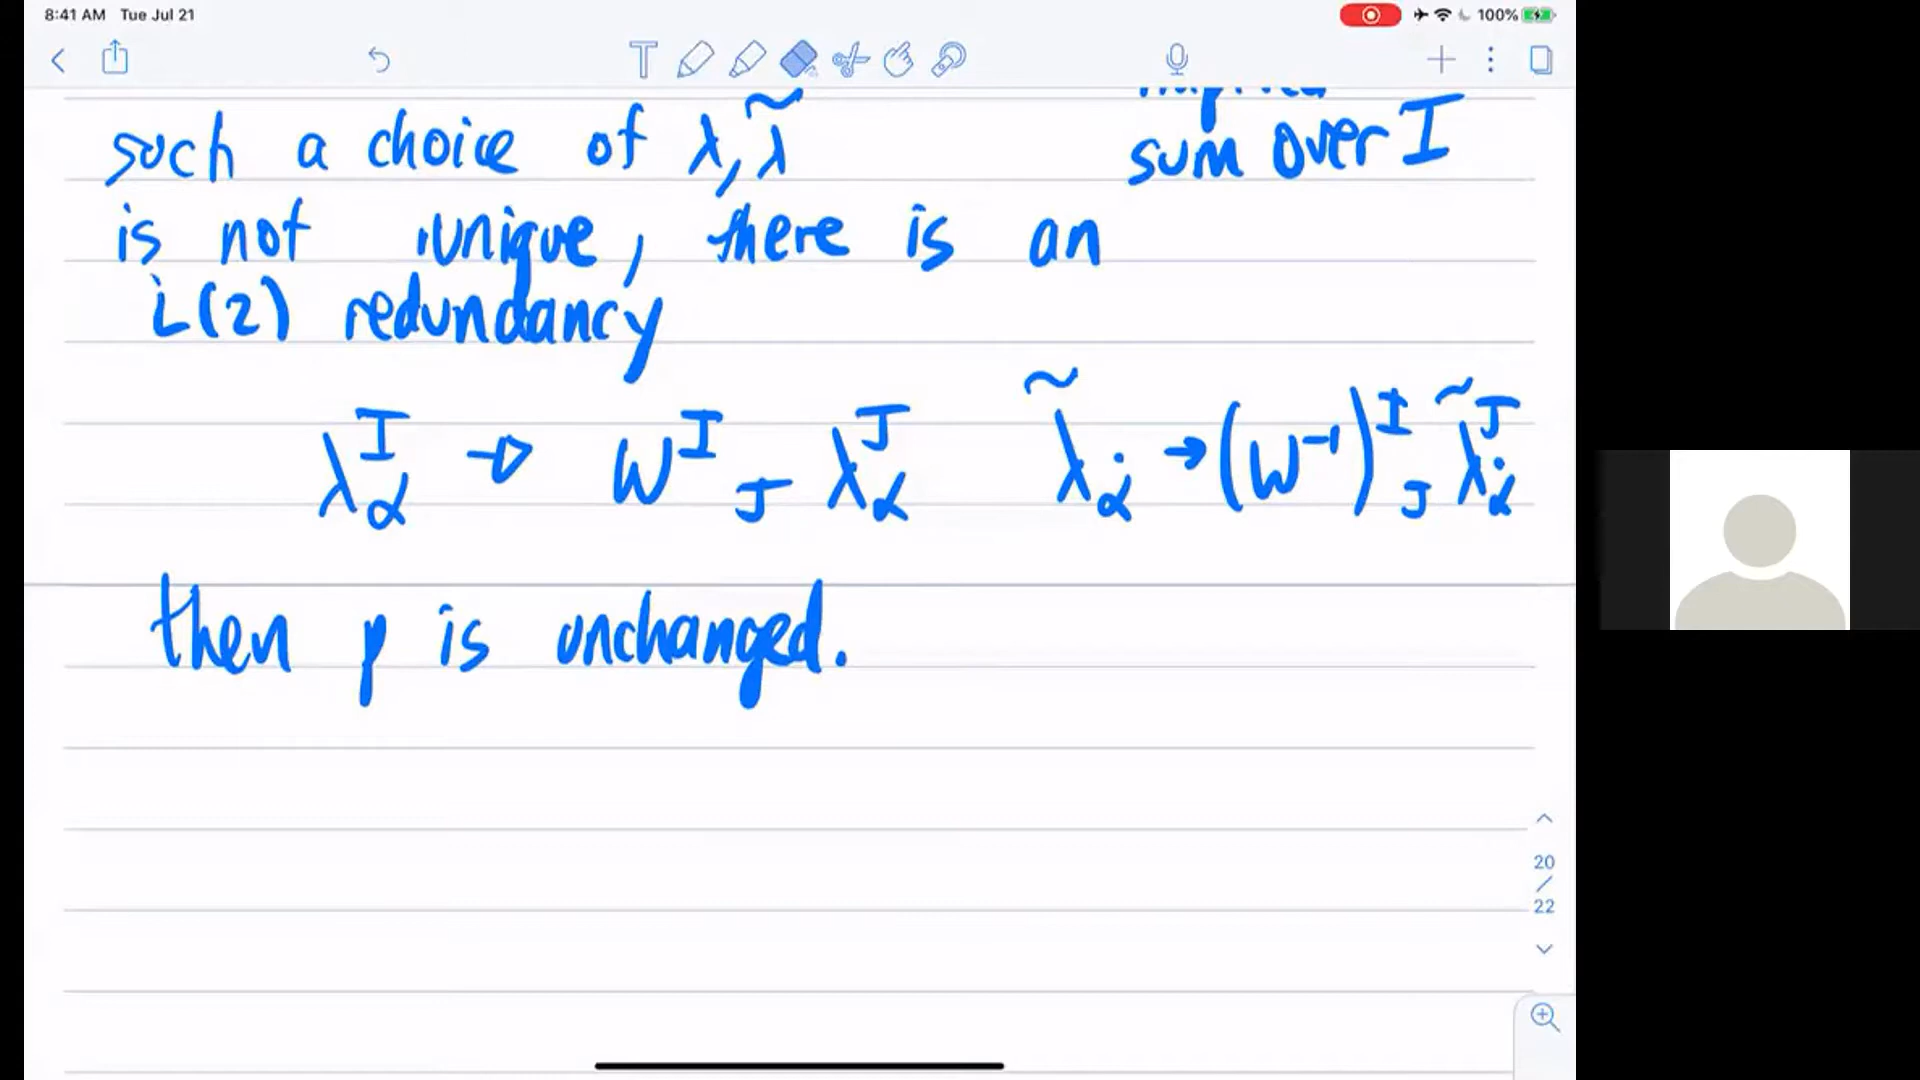 8:41 AM Tue Jul 21
100%
such a choice of λ, λ̃
sum over I
is not unique, there is an
L(2) redundancy
λ^I_α → W^I_J λ^J_α   λ̃_α̇ → (W^{-1})^I_J λ̃^J_α̇
then p is unchanged.
20
/
22